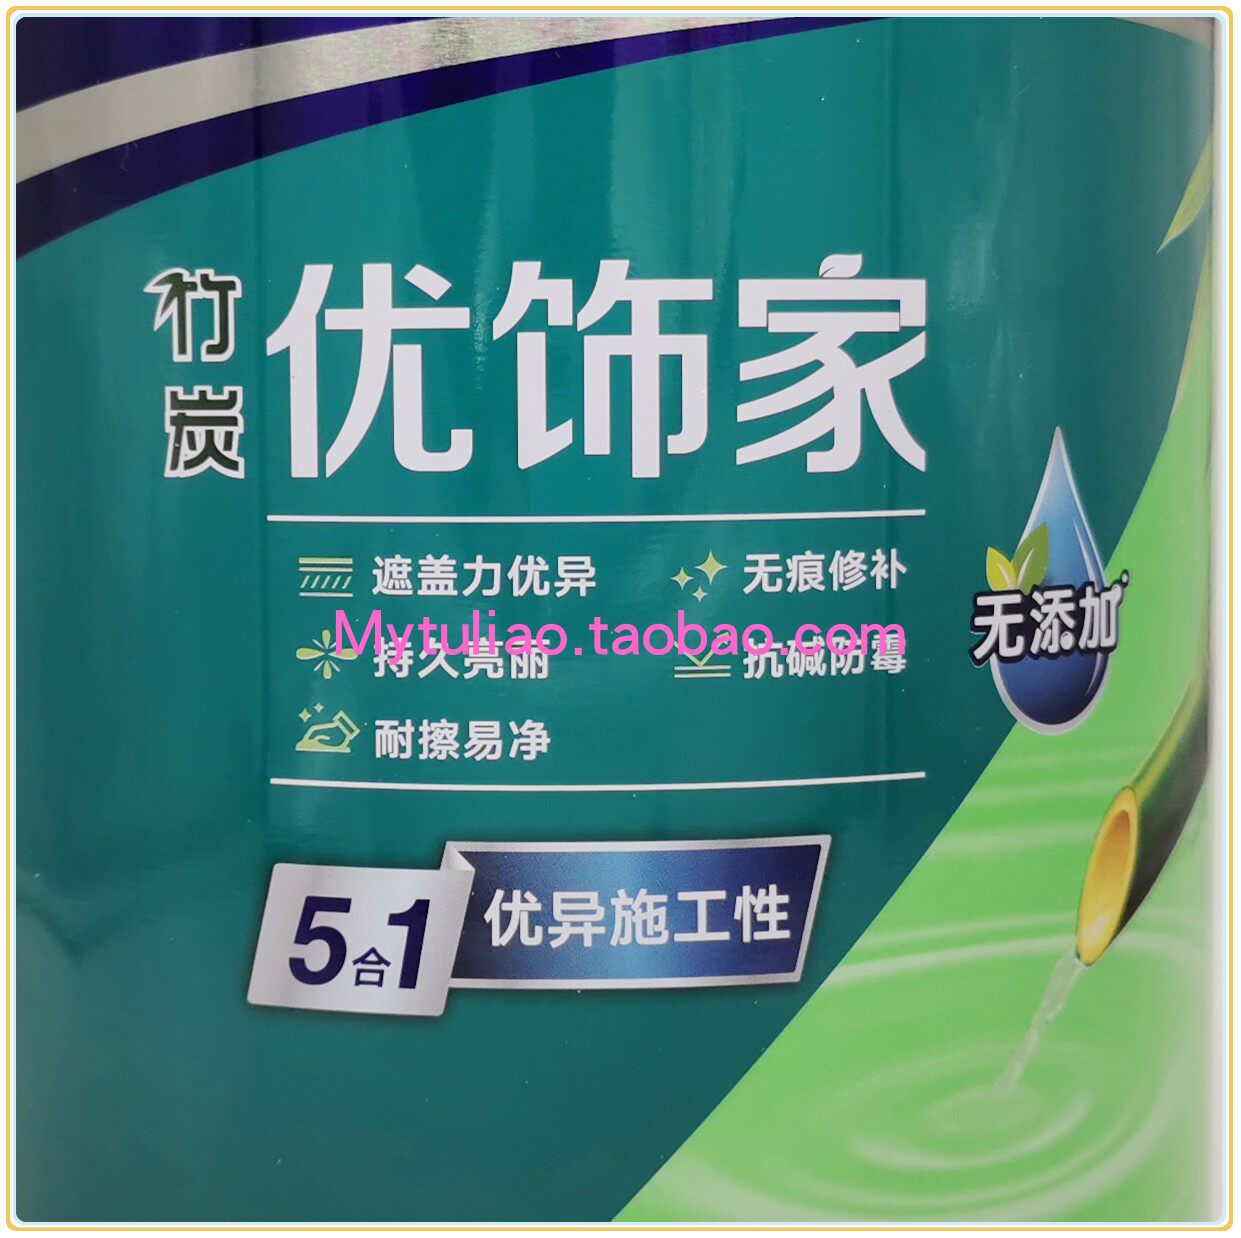 竹炭
优饰家
遮盖力优异
无痕修补
Mytuliao.taobao.com
持久亮丽
抗碱防霉
耐擦易净
无添加
5合1
优异施工性